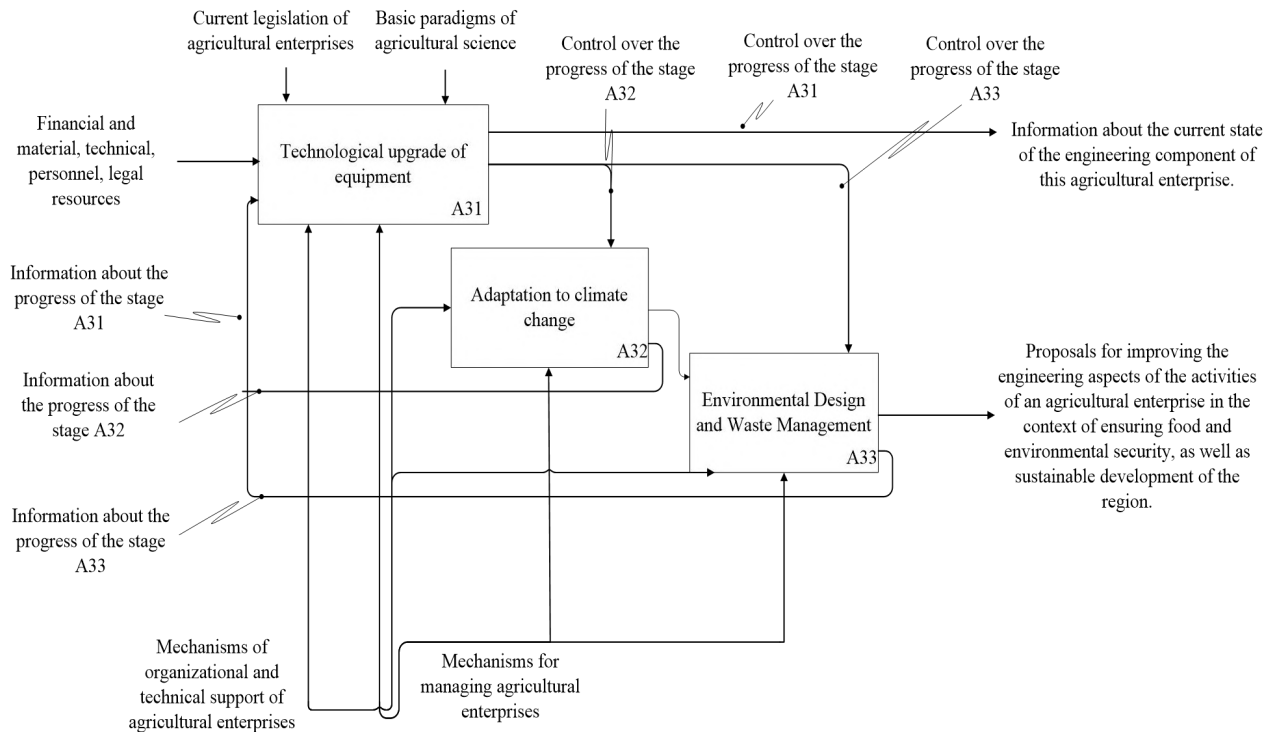 Current legislation of
agricultural enterprises
Basic paradigms of
agricultural science
Control over the
progress of the stage
A32
Control over the
progress of the stage
A31
Control over the
progress of the stage
A33
Financial and
material, technical,
personnel, legal
resources
Technological upgrade of
equipment
A31
Information about the current state
of the engineering component of
this agricultural enterprise.
Information about the
progress of the stage
A31
Adaptation to climate
change
A32
Information about
the progress of the
stage A32
Environmental Design
and Waste Management
A33
Proposals for improving the
engineering aspects of the activities
of an agricultural enterprise in the
context of ensuring food and
environmental security, as well as
sustainable development of the
region.
Information about the
progress of the stage
A33
Mechanisms of
organizational and
technical support of
agricultural enterprises
Mechanisms for
managing agricultural
enterprises